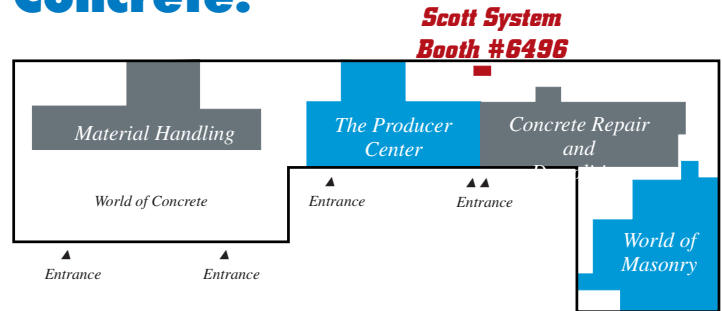 Concrete.
Scott System
Booth #6496
Material Handling
The Producer
Center
Concrete Repair
and
World of Concrete
Entrance
Entrance
World of
Masonry
Entrance
Entrance